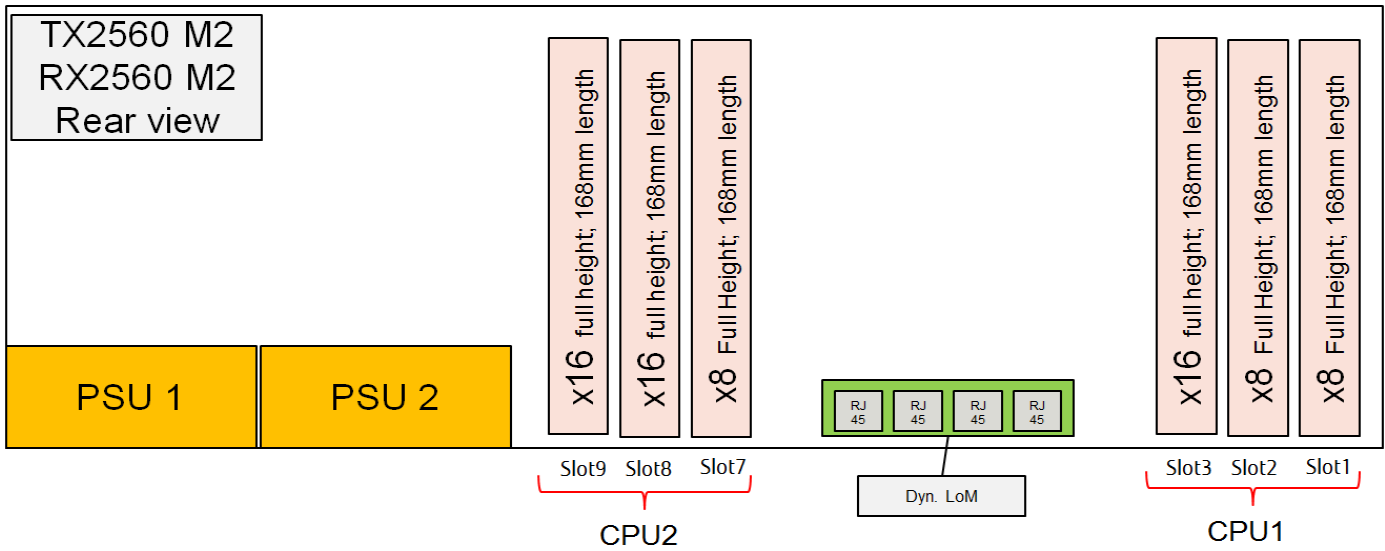 TX2560 M2
RX2560 M2
Rear view
x16 full height; 168mm length
x16 full height; 168mm length
x8 Full Height; 168mm length
x16 full height; 168mm length
x8 Full Height; 168mm length
x8 Full Height; 168mm length
PSU 1
PSU 2
RJ
45
RJ
45
RJ
45
RJ
45
Slot9
Slot8
Slot7
Slot3
Slot2
Slot1
Dyn. LoM
CPU2
CPU1